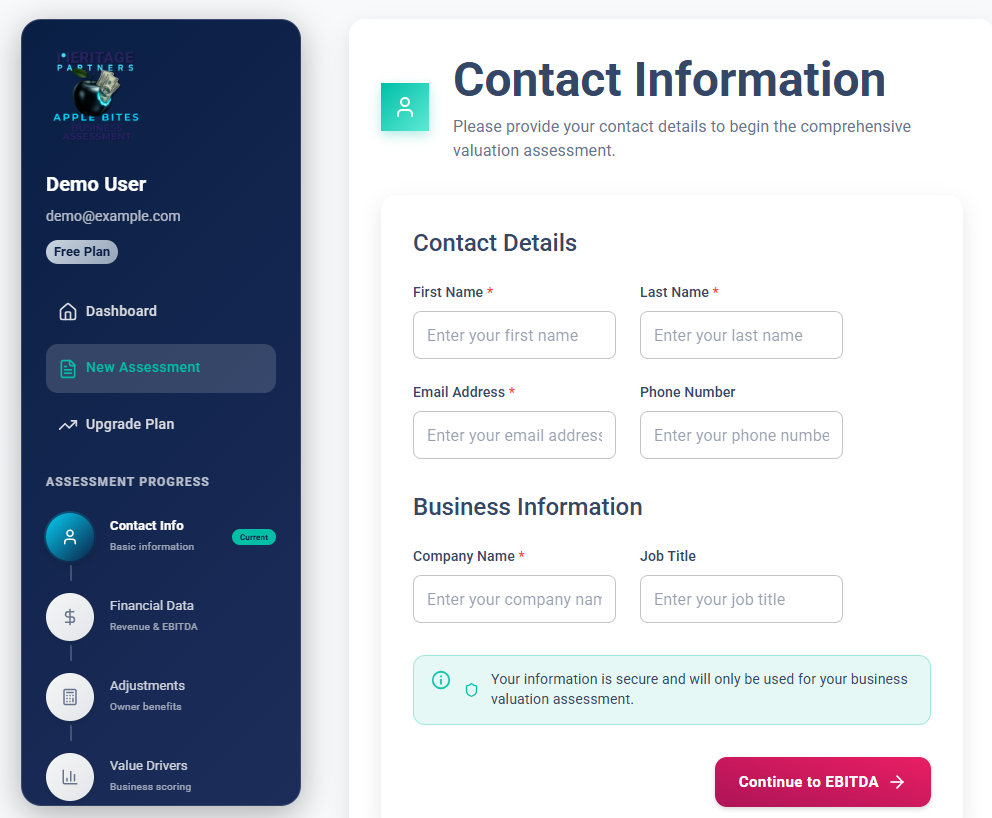 HERITAGE
PARTNERS
APPLE BITES
BUSINESS
ASSESSMENT
Demo User
demo@example.com
Free Plan
Dashboard
New Assessment
Upgrade Plan
ASSESSMENT PROGRESS
Contact Info
Current
Basic information
Financial Data
Revenue & EBITDA
Adjustments
Owner benefits
Value Drivers
Business scoring
Contact Information
Please provide your contact details to begin the comprehensive
valuation assessment.
Contact Details
First Name * Last Name *
Enter your first name Enter your last name
Email Address * Phone Number
Enter your email address Enter your phone numbe
Business Information
Company Name * Job Title
Enter your company nam Enter your job title
Your information is secure and will only be used for your business
valuation assessment.
Continue to EBITDA